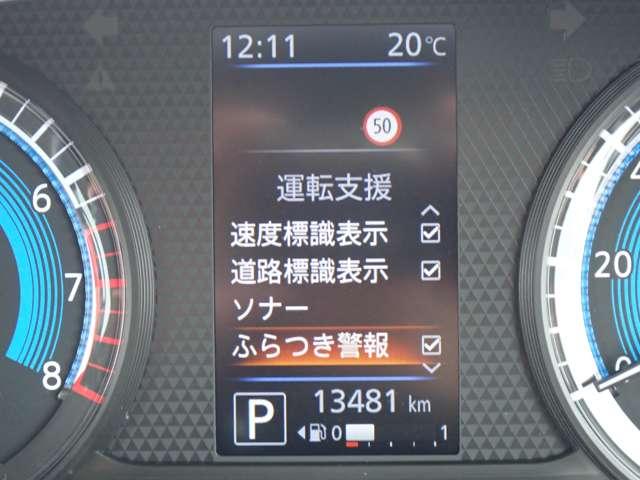 12:11 20℃
50
運転支援
速度標識表示
道路標識表示
ソナー
ふらつき警報
13481 km
P
0 1
6
7
8
20